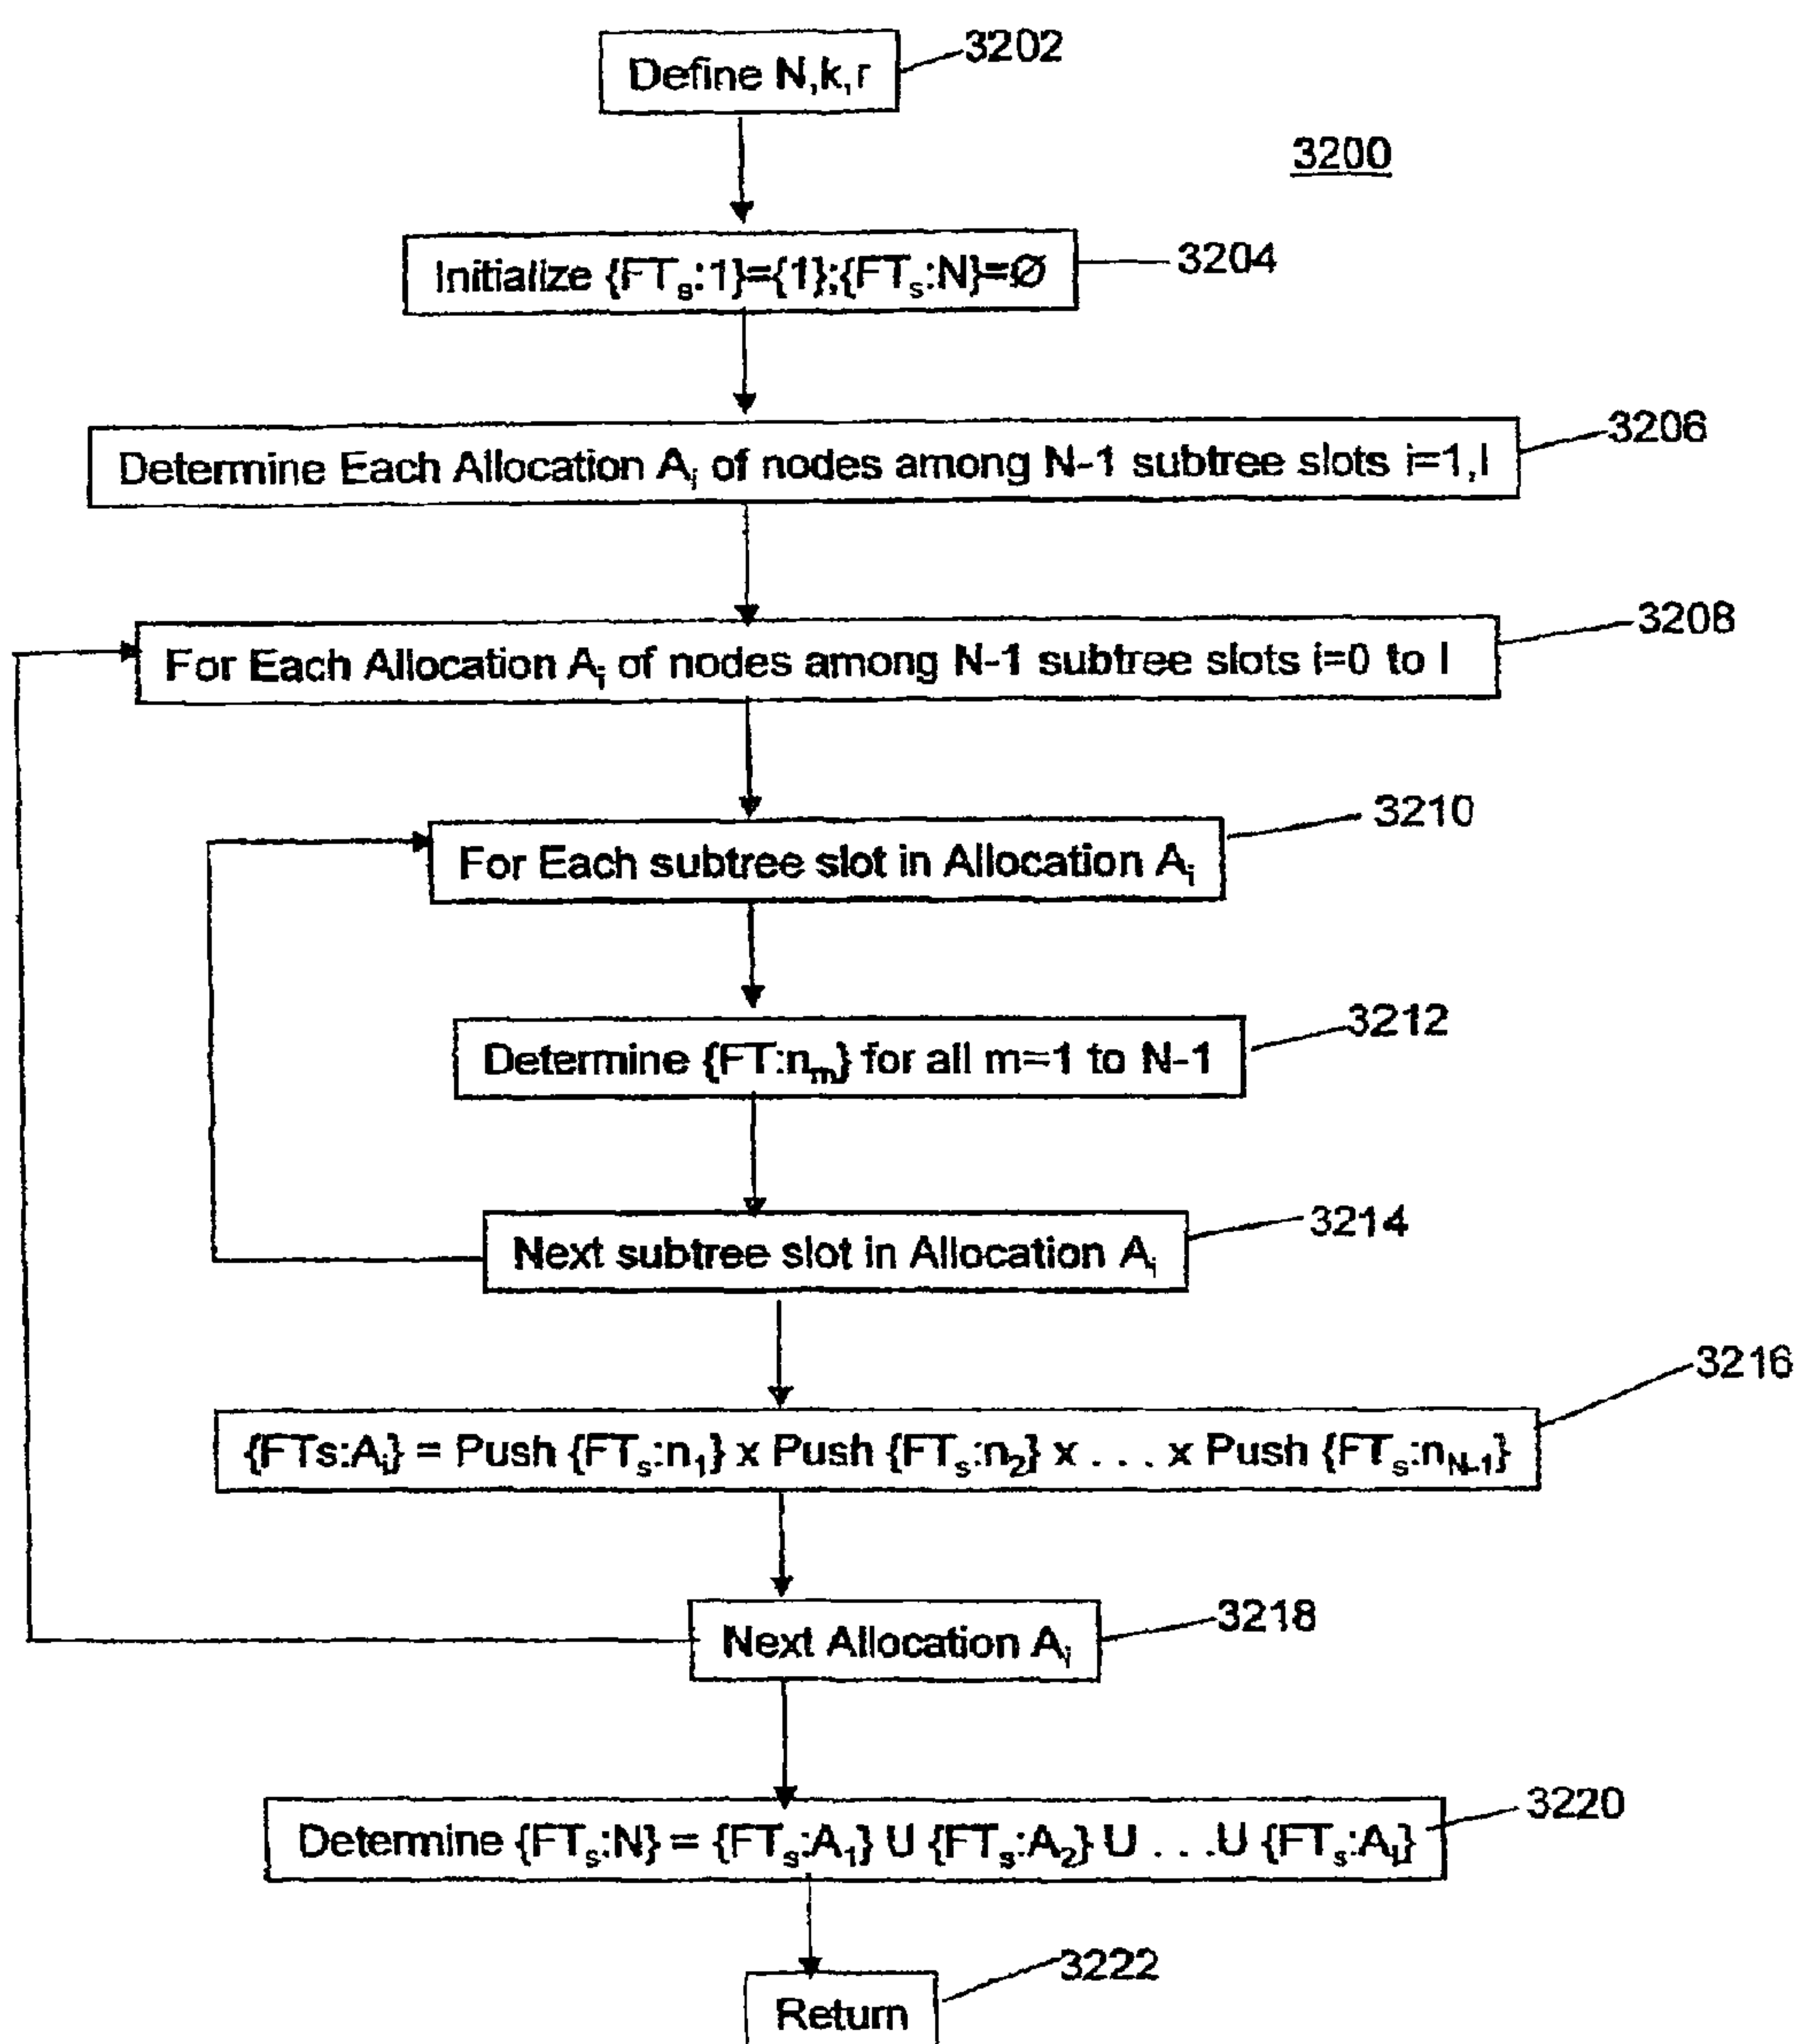 Define N,k,r
3202
3200
Initialize {FTₛ:1}={1};{FTₛ:N}=Ø
3204
Determine Each Allocation Aᵢ of nodes among N-1 subtree slots i=1,I
3206
For Each Allocation Aᵢ of nodes among N-1 subtree slots i=0 to I
3208
For Each subtree slot in Allocation Aᵢ
3210
Determine {FT:nₘ} for all m=1 to N-1
3212
Next subtree slot in Allocation Aᵢ
3214
{FTs:Aᵢ} = Push {FTₛ:n₁} x Push {FTₛ:n₂} x . . . x Push {FTₛ:n_N-1}
3216
Next Allocation Aᵢ
3218
Determine {FTₛ:N} = {FTₛ:A₁} U {FTₛ:A₂} U . . .U {FTₛ:A_I}
3220
Return
3222